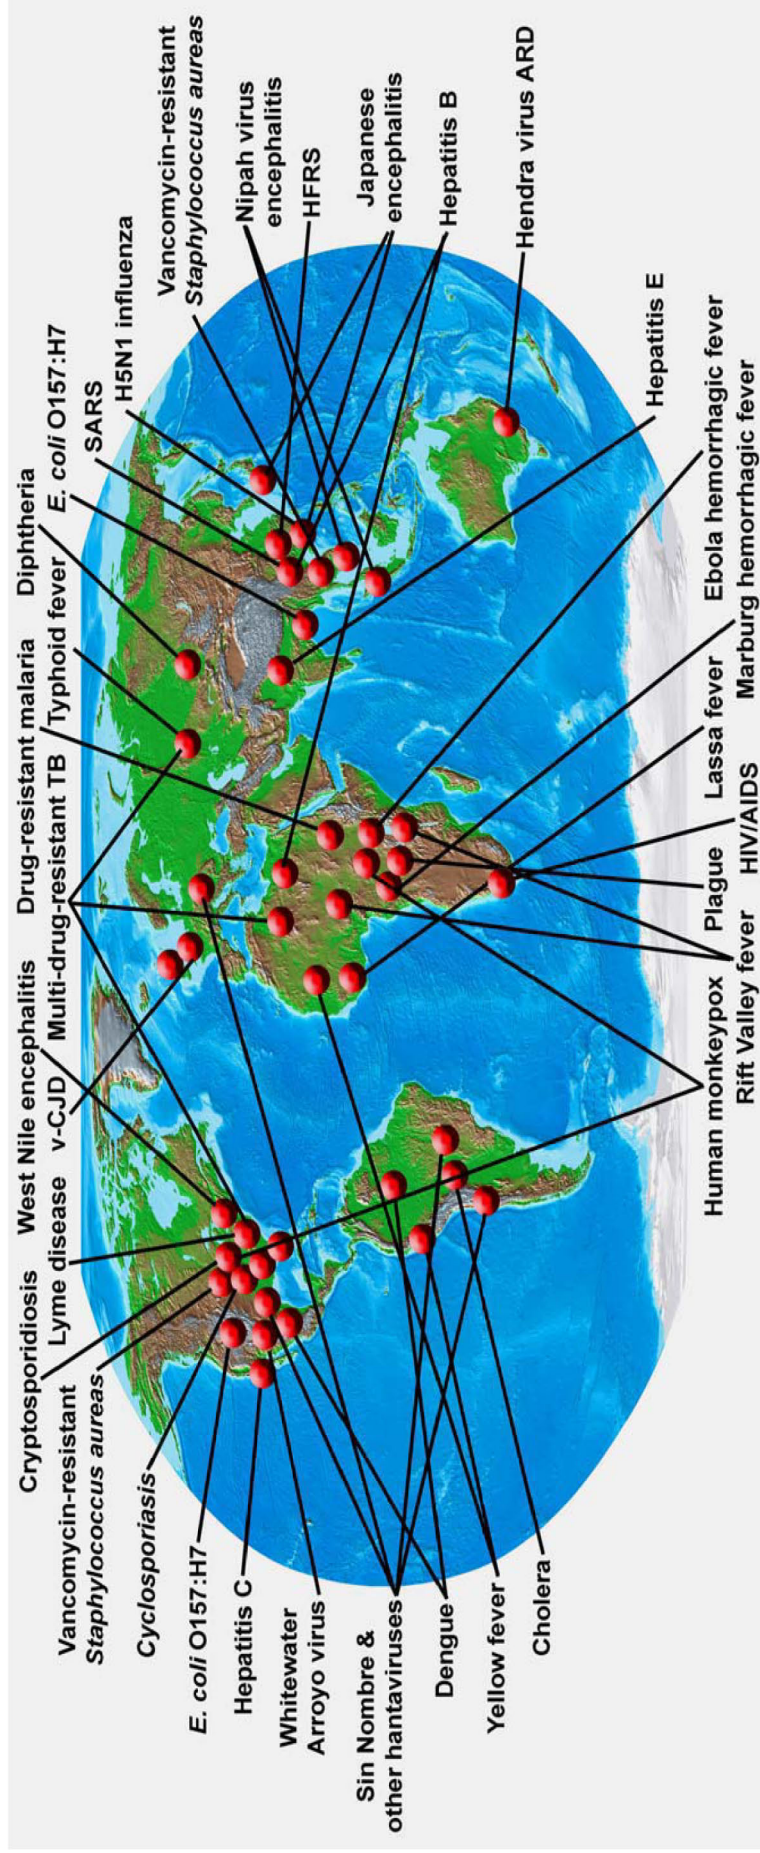 Cryptosporidiosis
West Nile encephalitis
Drug-resistant malaria
Diphtheria
Lyme disease
v-CJD
Multi-drug-resistant TB
Typhoid fever
E. coli O157:H7
SARS
H5N1 influenza
Vancomycin-resistant
Staphylococcus aureas
Nipah virus
encephalitis
HFRS
Japanese
encephalitis
Hepatitis B
Hendra virus ARD
Vancomycin-resistant
Staphylococcus aureas
Cyclosporiasis
E. coli O157:H7
Hepatitis C
Whitewater
Arroyo virus
Sin Nombre &
other hantaviruses
Dengue
Yellow fever
Cholera
Hepatitis E
Human monkeypox
Rift Valley fever
Plague
HIV/AIDS
Lassa fever
Ebola hemorrhagic fever
Marburg hemorrhagic fever